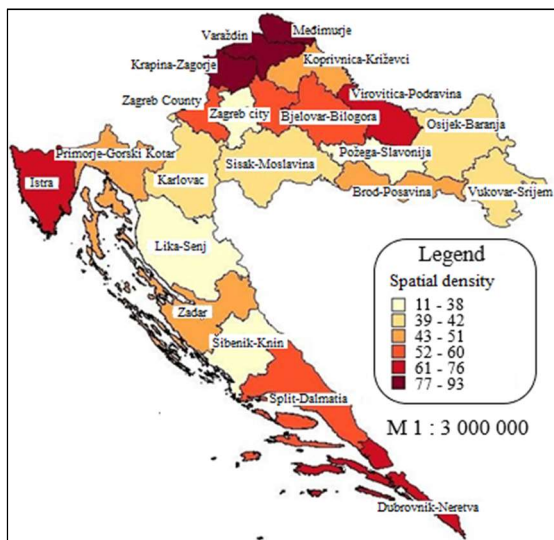 Međimurje
Varaždin
Koprivnica-Križevci
Krapina-Zagorje
Virovitica-Podravina
Zagreb County
Zagreb city
Bjelovar-Bilogora
Osijek-Baranja
Primorje-Gorski Kotar
Požega-Slavonija
Sisak-Moslavina
Istra
Karlovac
Brod-Posavina
Vukovar-Srijem
Lika-Senj
Legend
Spatial density
11 - 38
39 - 42
43 - 51
52 - 60
61 - 76
77 - 93
Zadar
Šibenik-Knin
Split-Dalmatia
M 1 : 3 000 000
Dubrovnik-Neretva